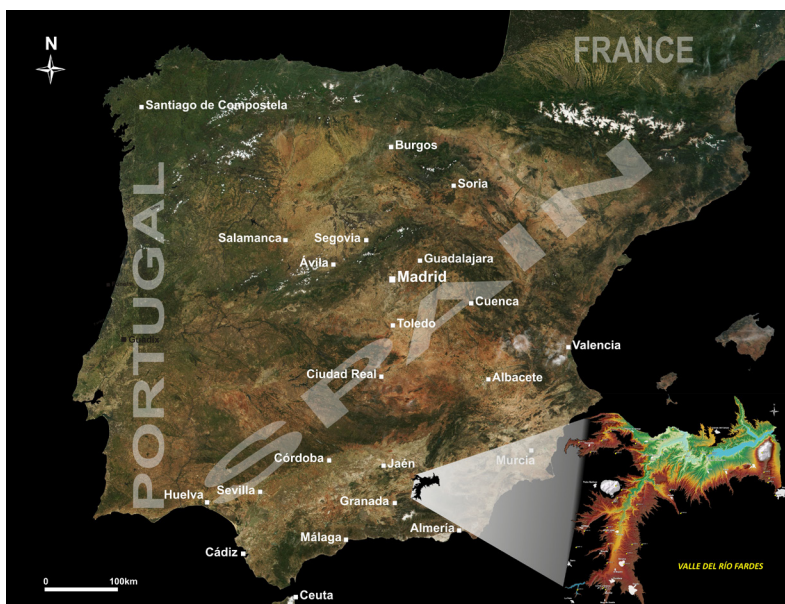 FRANCE
N
Santiago de Compostela
Burgos
Soria
PORTUGAL
SPAIN
Salamanca
Segovia
Ávila
Guadalajara
Madrid
Cuenca
Toledo
Guadix
Valencia
Ciudad Real
Albacete
Córdoba
Jaén
Murcia
Huelva
Sevilla
Granada
Almería
Málaga
Cádiz
VALLE DEL RÍO FARDES
0 100km
Ceuta